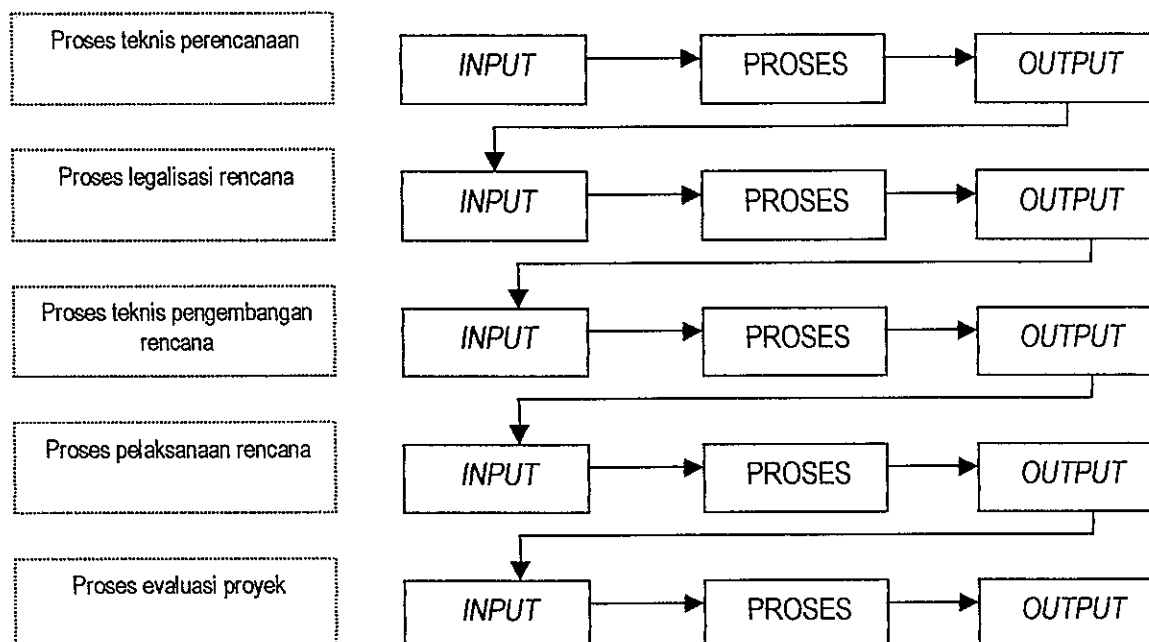 Proses teknis perencanaan
INPUT
PROSES
OUTPUT
Proses legalisasi rencana
INPUT
PROSES
OUTPUT
Proses teknis pengembangan
rencana
INPUT
PROSES
OUTPUT
Proses pelaksanaan rencana
INPUT
PROSES
OUTPUT
Proses evaluasi proyek
INPUT
PROSES
OUTPUT